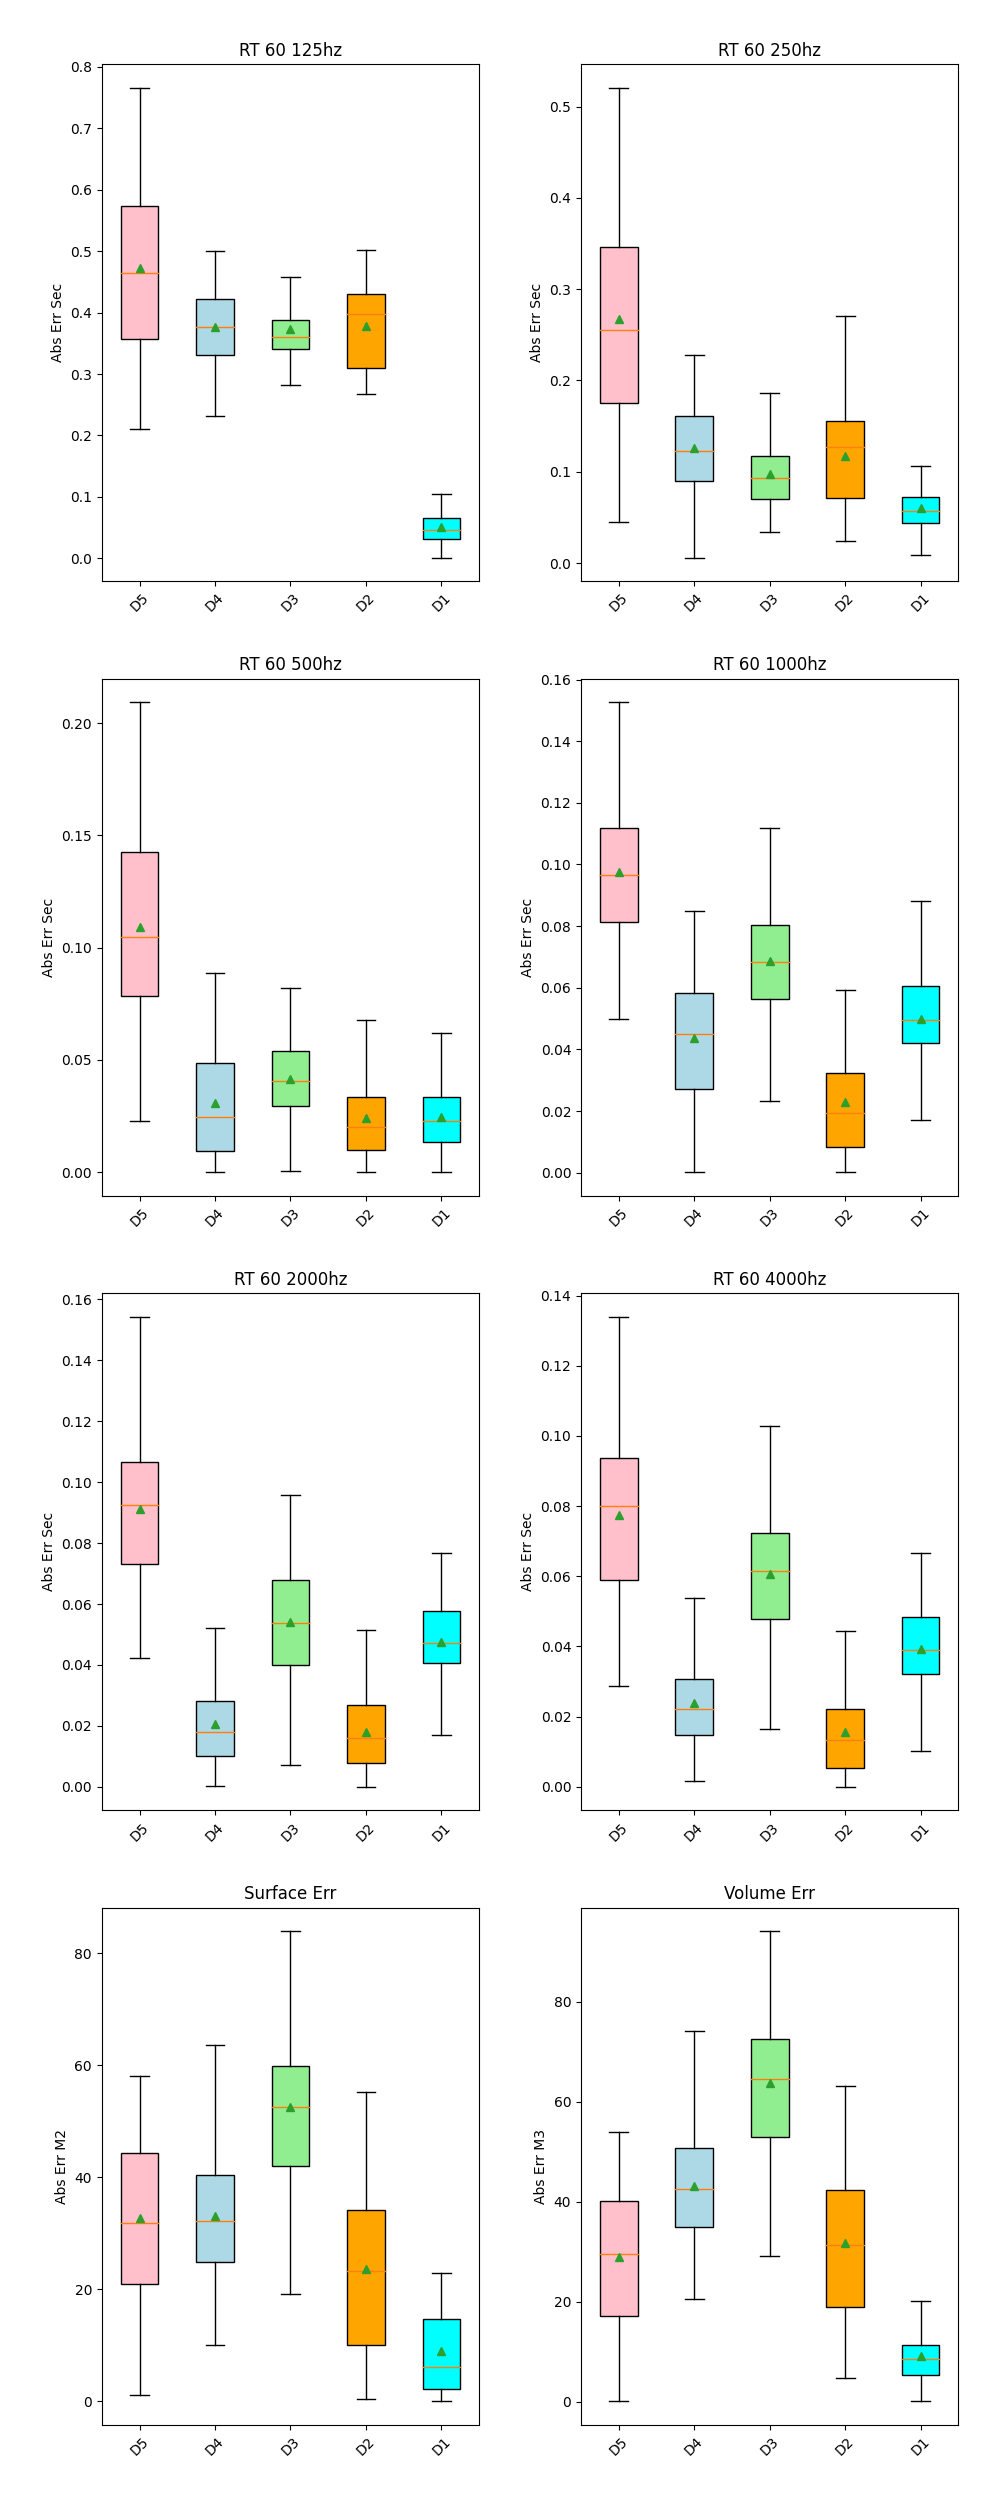 RT 60 125hz
Abs Err Sec
0.8
0.7
0.6
0.5
0.4
0.3
0.2
0.1
0.0
D5 D4 D3 D2 D1
RT 60 250hz
Abs Err Sec
0.5
0.4
0.3
0.2
0.1
0.0
D5 D4 D3 D2 D1
RT 60 500hz
Abs Err Sec
0.20
0.15
0.10
0.05
0.00
D5 D4 D3 D2 D1
RT 60 1000hz
Abs Err Sec
0.16
0.14
0.12
0.10
0.08
0.06
0.04
0.02
0.00
D5 D4 D3 D2 D1
RT 60 2000hz
Abs Err Sec
0.16
0.14
0.12
0.10
0.08
0.06
0.04
0.02
0.00
D5 D4 D3 D2 D1
RT 60 4000hz
Abs Err Sec
0.14
0.12
0.10
0.08
0.06
0.04
0.02
0.00
D5 D4 D3 D2 D1
Surface Err
Abs Err M2
80
60
40
20
0
D5 D4 D3 D2 D1
Volume Err
Abs Err M3
80
60
40
20
0
D5 D4 D3 D2 D1